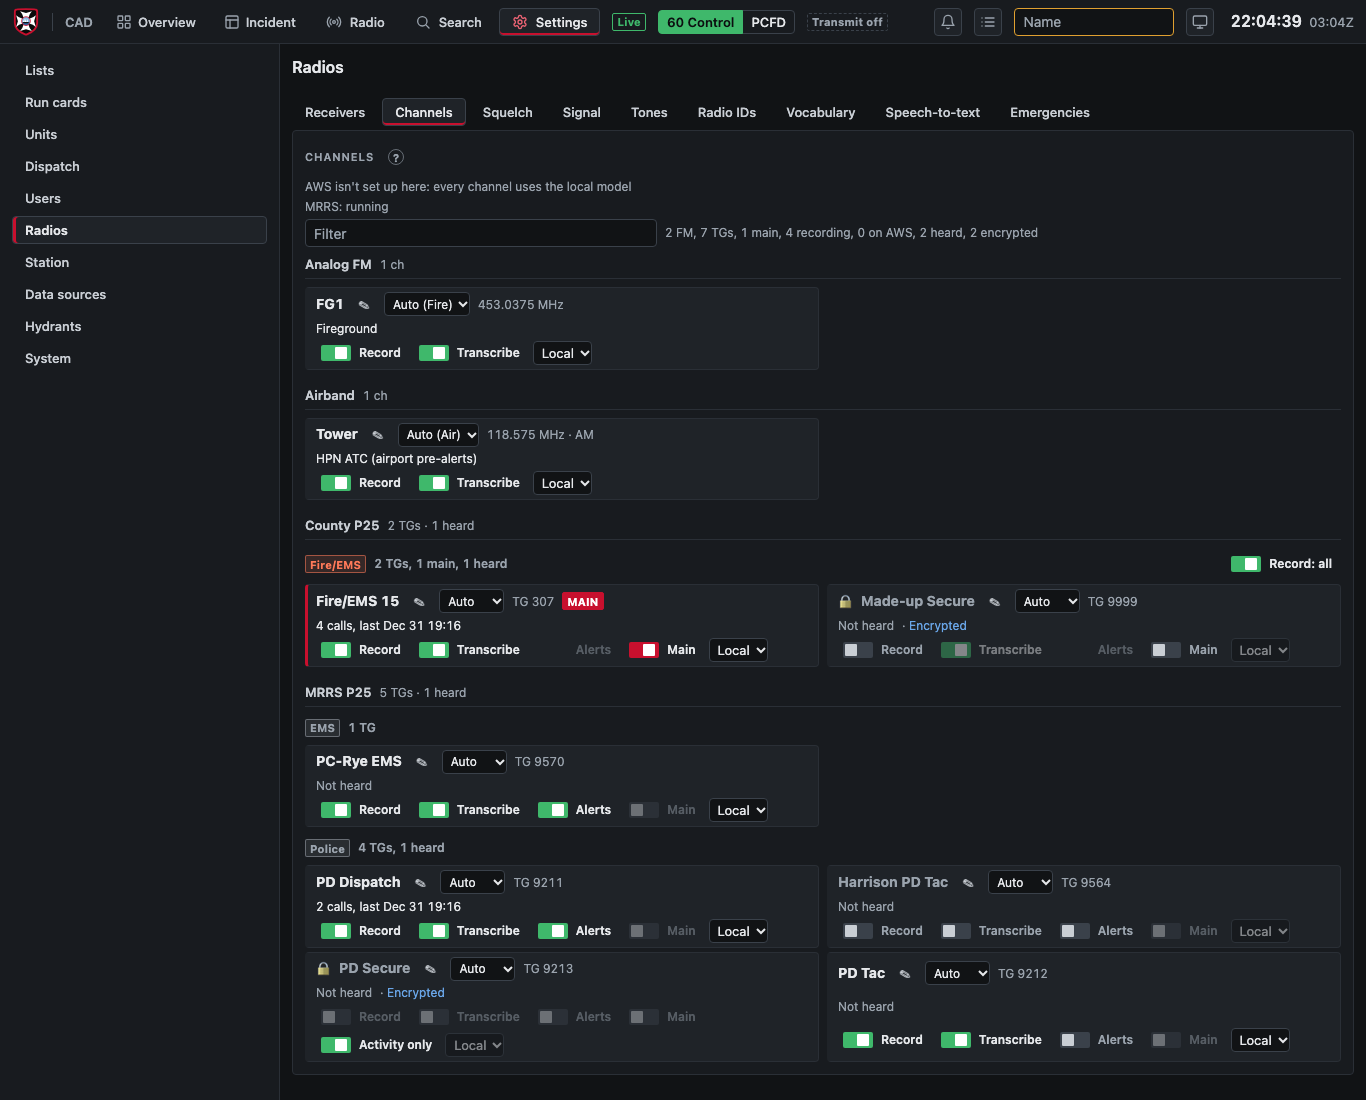 CAD Overview Incident Radio Search Settings Live 60 Control PCFD Transmit off Name 22:04:39 03:04Z
Lists
Run cards
Units
Dispatch
Users
Radios
Station
Data sources
Hydrants
System
Radios
Receivers Channels Squelch Signal Tones Radio IDs Vocabulary Speech-to-text Emergencies
CHANNELS ?
AWS isn't set up here: every channel uses the local model
MRRS: running
Filter 2 FM, 7 TGs, 1 main, 4 recording, 0 on AWS, 2 heard, 2 encrypted
Analog FM 1 ch
FG1 Auto (Fire) 453.0375 MHz
Fireground
Record Transcribe Local
Airband 1 ch
Tower Auto (Air) 118.575 MHz · AM
HPN ATC (airport pre-alerts)
Record Transcribe Local
County P25 2 TGs · 1 heard
Fire/EMS 2 TGs, 1 main, 1 heard Record: all
Fire/EMS 15 Auto TG 307 MAIN
4 calls, last Dec 31 19:16
Record Transcribe Alerts Main Local
Made-up Secure Auto TG 9999
Not heard · Encrypted
Record Transcribe Alerts Main Local
MRRS P25 5 TGs · 1 heard
EMS 1 TG
PC-Rye EMS Auto TG 9570
Not heard
Record Transcribe Alerts Main Local
Police 4 TGs, 1 heard
PD Dispatch Auto TG 9211
2 calls, last Dec 31 19:16
Record Transcribe Alerts Main Local
Harrison PD Tac Auto TG 9564
Not heard
Record Transcribe Alerts Main Local
PD Secure Auto TG 9213
Not heard · Encrypted
Record Transcribe Alerts Main
Activity only Local
PD Tac Auto TG 9212
Not heard
Record Transcribe Alerts Main Local